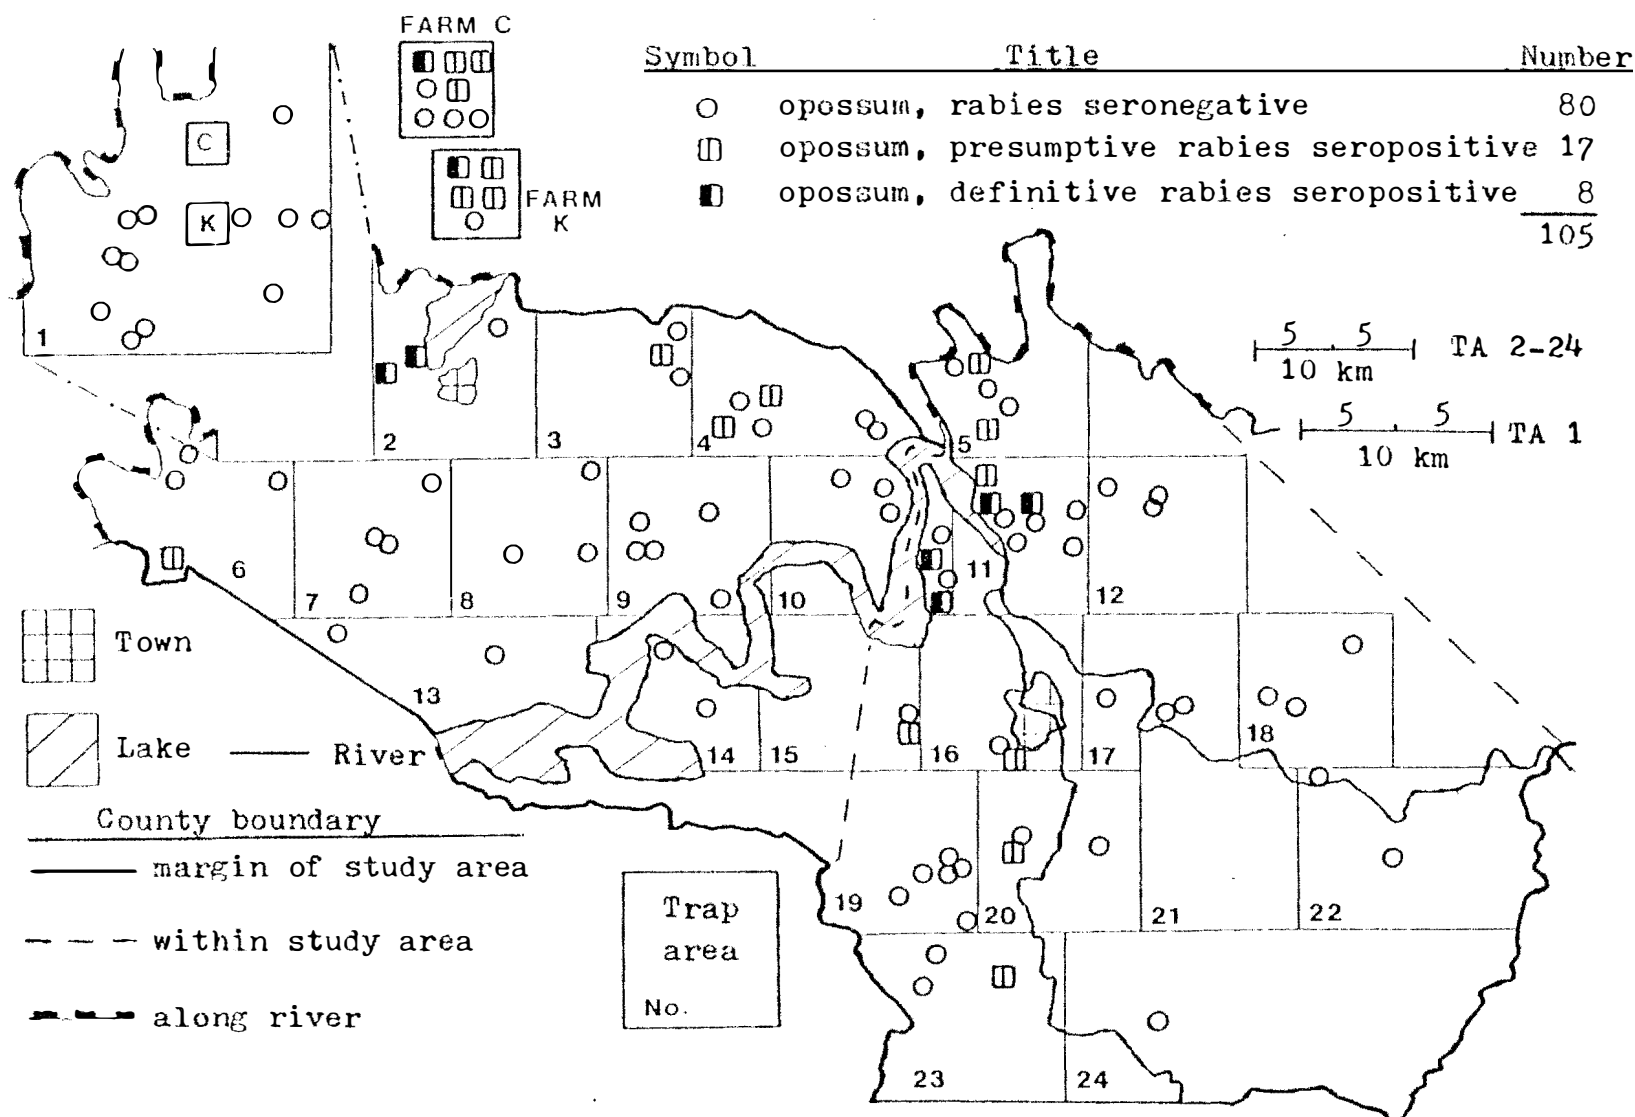 FARM C
Symbol Title Number
opossum, rabies seronegative 80
opossum, presumptive rabies seropositive 17
opossum, definitive rabies seropositive 8
105
C
K
FARM
K
1
5 5 TA 2-24
10 km
5 5 TA 1
10 km
2
3
4
5
6
7
8
9
10
11
12
Town
13
14
15
16
17
18
Lake
River
County boundary
margin of study area
within study area
along river
Trap
area
No.
19
20
21
22
23
24